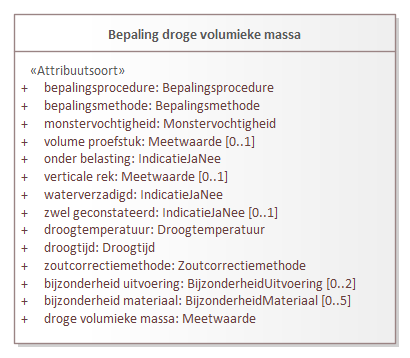 Bepaling droge volumieke massa
«Attribuutsoort»
+ bepalingsprocedure: Bepalingsprocedure
+ bepalingsmethode: Bepalingsmethode
+ monstervochtigheid: Monstervochtigheid
+ volume proefstuk: Meetwaarde [0..1]
+ onder belasting: IndicatieJaNee
+ verticale rek: Meetwaarde [0..1]
+ waterverzadigd: IndicatieJaNee
+ zwel geconstateerd: IndicatieJaNee [0..1]
+ droogtemperatuur: Droogtemperatuur
+ droogtijd: Droogtijd
+ zoutcorrectiemethode: Zoutcorrectiemethode
+ bijzonderheid uitvoering: BijzonderheidUitvoering [0..2]
+ bijzonderheid materiaal: BijzonderheidMateriaal [0..5]
+ droge volumieke massa: Meetwaarde